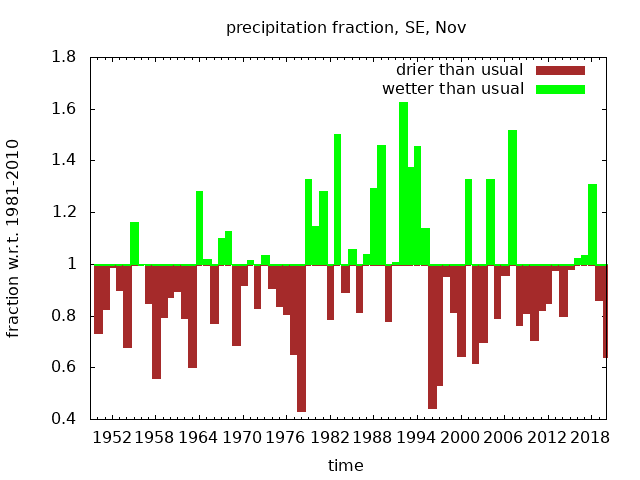 precipitation fraction, SE, Nov
drier than usual
wetter than usual
fraction w.r.t. 1981-2010
1.8
1.6
1.4
1.2
1
0.8
0.6
0.4
1952 1958 1964 1970 1976 1982 1988 1994 2000 2006 2012 2018
time